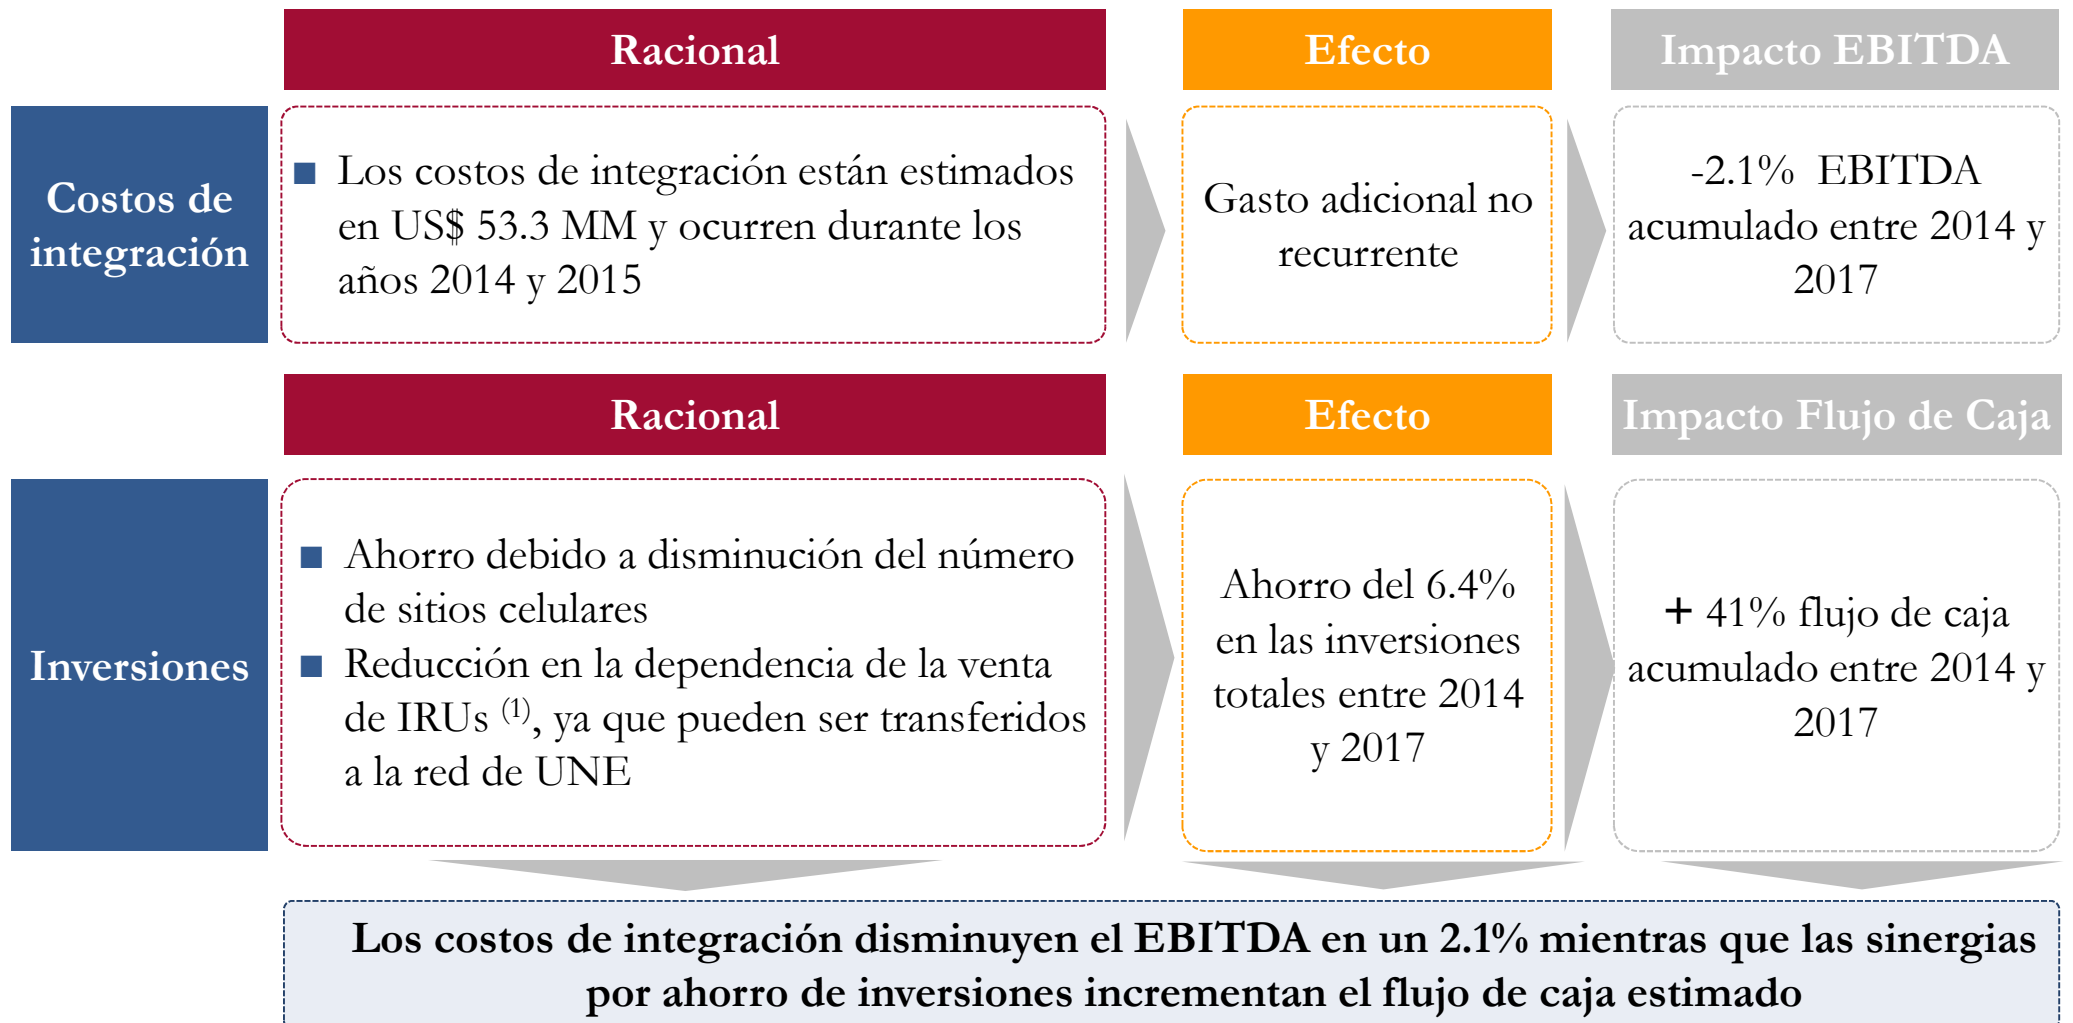 Racional
Efecto
Impacto EBITDA
Costos de
integración
■ Los costos de integración están estimados
en US$ 53.3 MM y ocurren durante los
años 2014 y 2015
Gasto adicional no
recurrente
-2.1% EBITDA
acumulado entre 2014 y
2017
Racional
Efecto
Impacto Flujo de Caja
Inversiones
■ Ahorro debido a disminución del número
de sitios celulares
■ Reducción en la dependencia de la venta
de IRUs (1), ya que pueden ser transferidos
a la red de UNE
Ahorro del 6.4%
en las inversiones
totales entre 2014
y 2017
+ 41% flujo de caja
acumulado entre 2014 y
2017
Los costos de integración disminuyen el EBITDA en un 2.1% mientras que las sinergias
por ahorro de inversiones incrementan el flujo de caja estimado